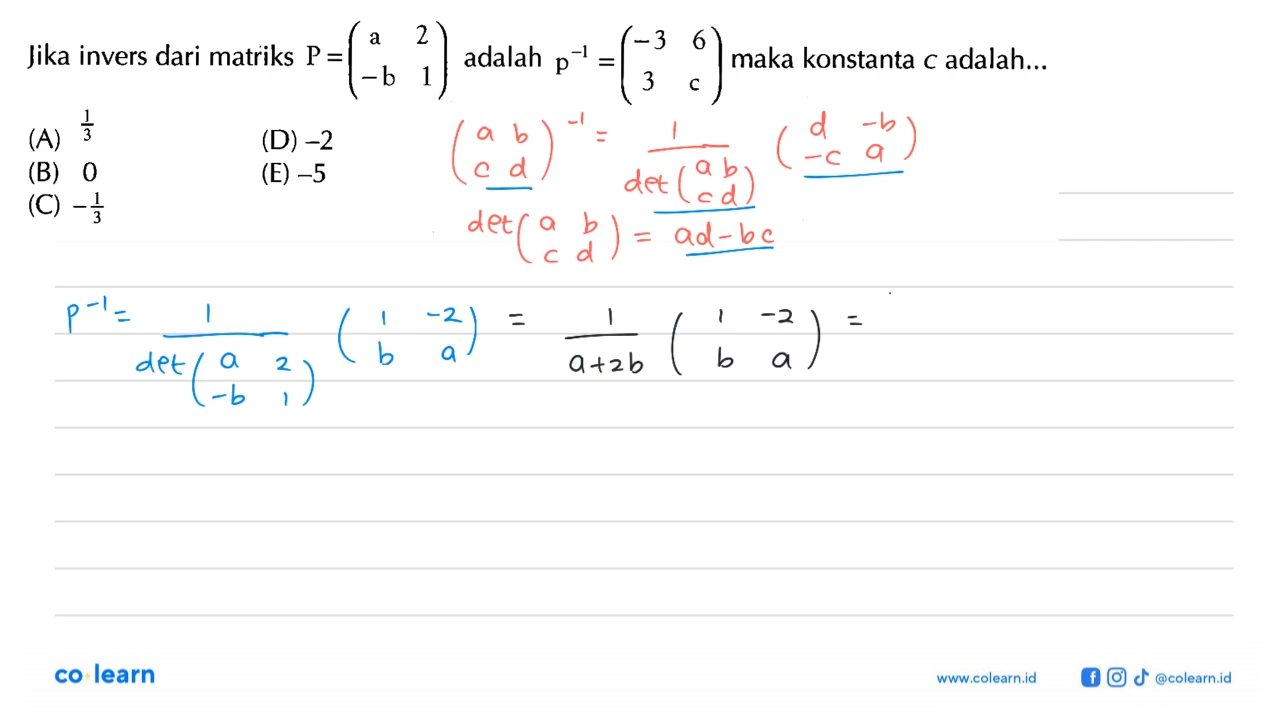 Jika invers dari matriks P = (a 2 -b 1) adalah p⁻¹ = (-3 6 3 c) maka konstanta c adalah...
(A) 1/3 (D) -2
(B) 0 (E) -5
(C) -1/3
(a b c d)⁻¹ = 1/det(a b c d) (d -b -c a)
det(a b c d) = ad-bc
p⁻¹ = 1/det(a 2 -b 1) (1 -2 b a) = 1/a+2b (1 -2 b a) =
co learn
www.colearn.id @colearn.id